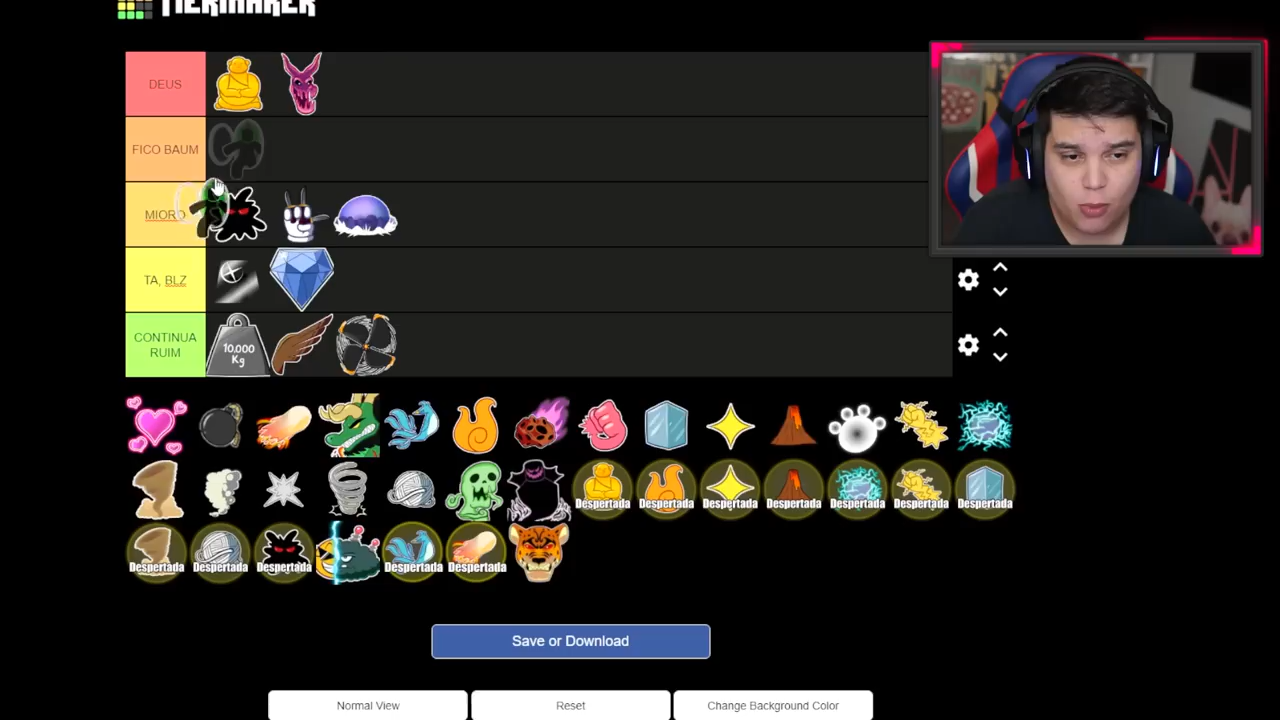 TIERMAKER
DEUS
FICO BAUM
MIORO
TA, BLZ
CONTINUA
RUIM
10.000
Kg
Despertada Despertada Despertada Despertada Despertada Despertada Despertada
Despertada Despertada Despertada Despertada Despertada
Save or Download
Normal View
Reset
Change Background Color